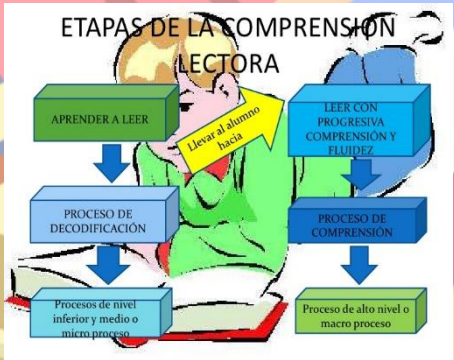 ETAPAS DE LA COMPRENSIÓN
LECTORA
APRENDER A LEER
Llevar al alumno
hacia
LEER CON
PROGRESIVA
COMPRENSIÓN Y
FLUIDEZ
PROCESO DE
DECODIFICACIÓN
PROCESO DE
COMPRENSIÓN
Procesos de nivel
inferior y medio o
micro proceso
Proceso de alto nivel o
macro proceso